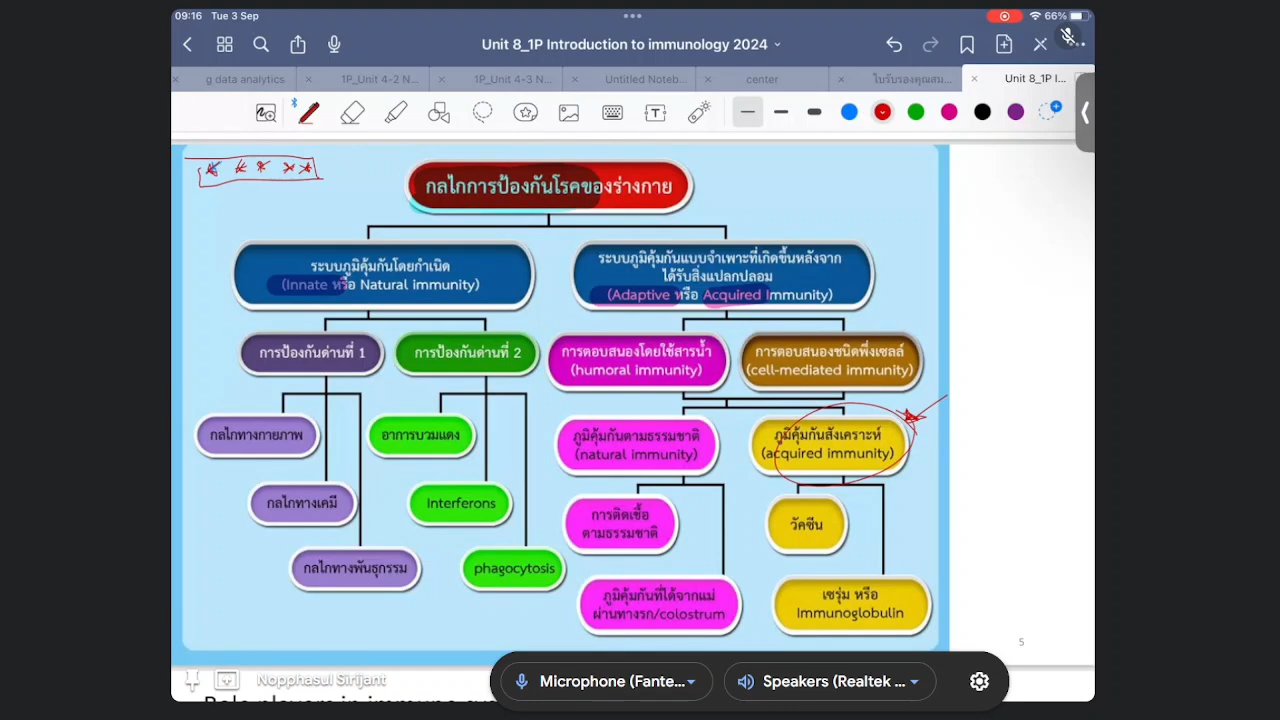 09:16 Tue 3 Sep
66%
Unit 8_1P Introduction to immunology 2024
g data analytics
1P_Unit 4-2 N...
1P_Unit 4-3 N...
Untitled Noteb...
center
ใบรับรองคุณสม...
Unit 8_1P I...
กลไกการป้องกันโรคของร่างกาย
ระบบภูมิคุ้มกันโดยกำเนิด
(Innate หรือ Natural immunity)
ระบบภูมิคุ้มกันแบบจำเพาะที่เกิดขึ้นหลังจาก
ได้รับสิ่งแปลกปลอม
(Adaptive หรือ Acquired Immunity)
การป้องกันด่านที่ 1
การป้องกันด่านที่ 2
การตอบสนองโดยใช้สารน้ำ
(humoral immunity)
การตอบสนองชนิดพึ่งเซลล์
(cell-mediated immunity)
กลไกทางกายภาพ
อาการบวมแดง
ภูมิคุ้มกันตามธรรมชาติ
(natural immunity)
ภูมิคุ้มกันสังเคราะห์
(acquired immunity)
กลไกทางเคมี
Interferons
การติดเชื้อ
ตามธรรมชาติ
วัคซีน
กลไกทางพันธุกรรม
phagocytosis
ภูมิคุ้มกันที่ได้จากแม่
ผ่านทางรก/colostrum
เซรุ่ม หรือ
Immunoglobulin
5
Nopphasul Sirijant
Microphone (Fante...
Speakers (Realtek ...